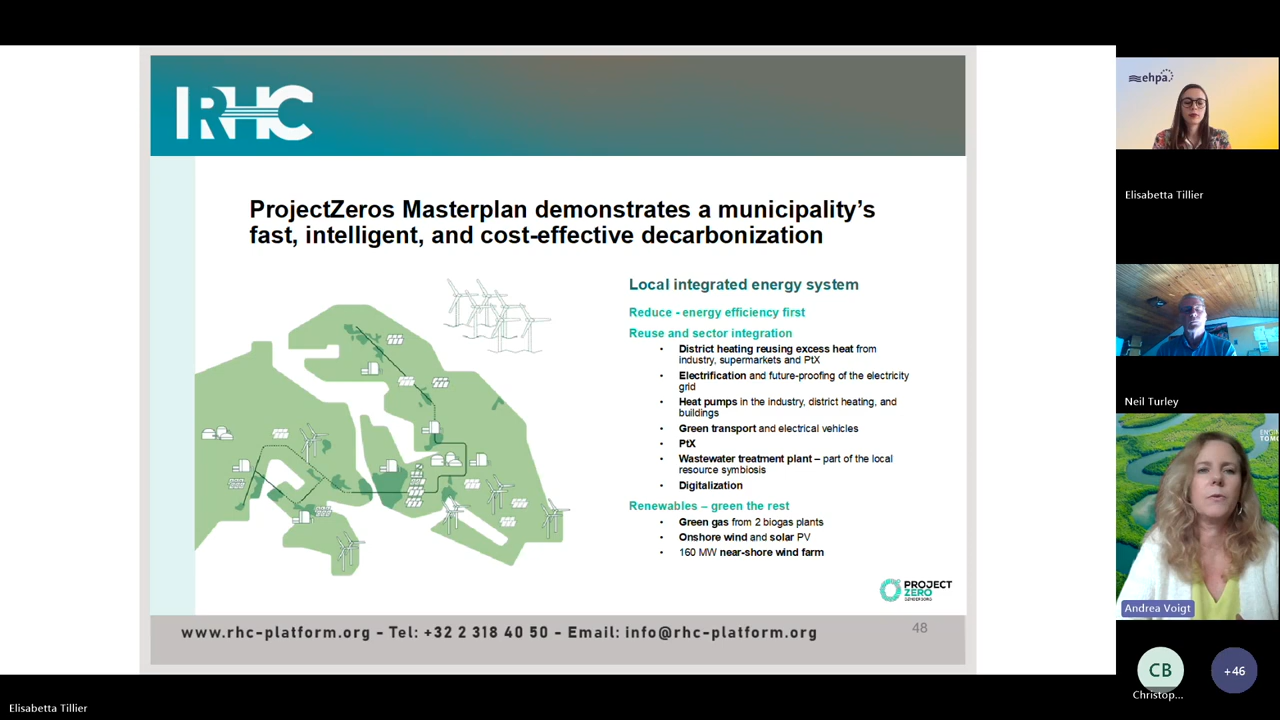 RHC
ProjectZeros Masterplan demonstrates a municipality's
fast, intelligent, and cost-effective decarbonization
Local integrated energy system
Reduce - energy efficiency first
Reuse and sector integration
• District heating reusing excess heat from
industry, supermarkets and PtX
• Electrification and future-proofing of the electricity
grid
• Heat pumps in the industry, district heating, and
buildings
• Green transport and electrical vehicles
• PtX
• Wastewater treatment plant – part of the local
resource symbiosis
• Digitalization
Renewables – green the rest
• Green gas from 2 biogas plants
• Onshore wind and solar PV
• 160 MW near-shore wind farm
PROJECT
ZERO
www.rhc-platform.org - Tel: +32 2 318 40 50 - Email: info@rhc-platform.org
48
ehpa
Elisabetta Tillier
Neil Turley
Andrea Voigt
CB
Christop...
+46
Elisabetta Tillier